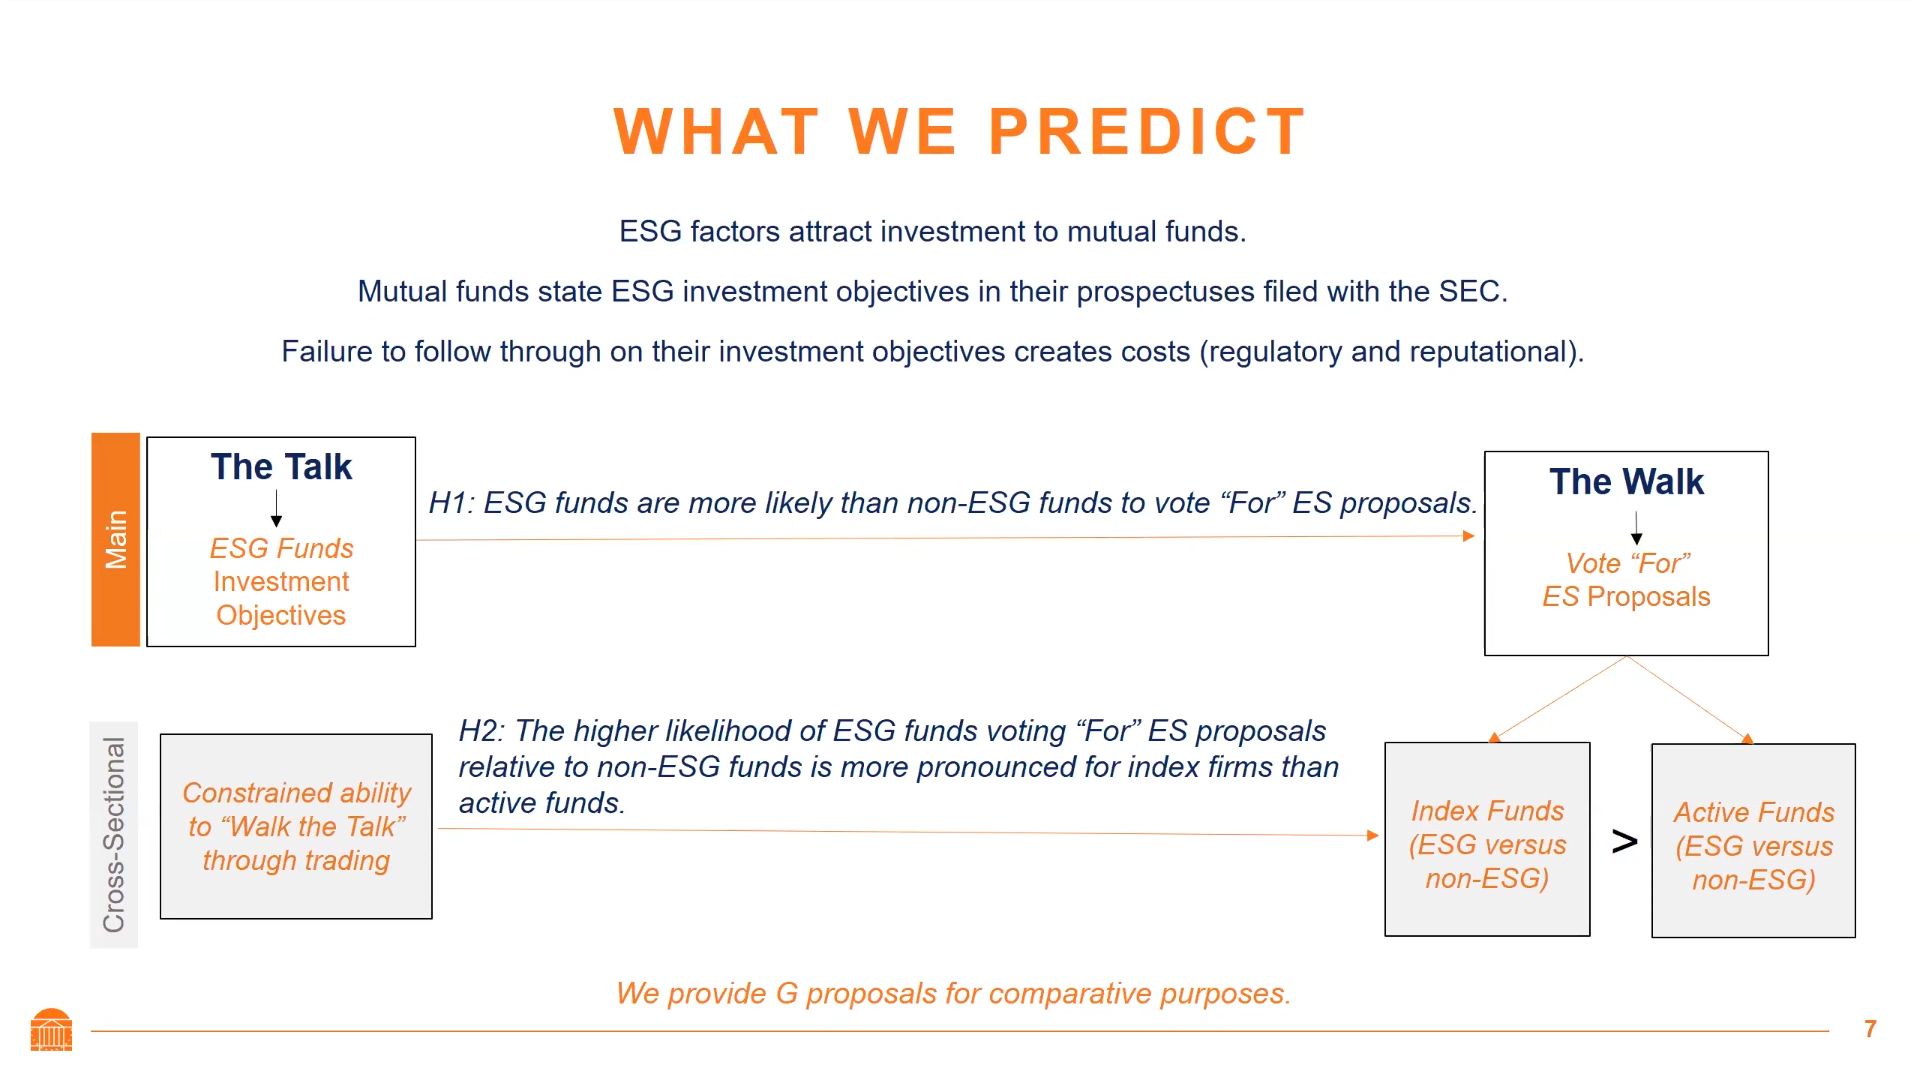 WHAT WE PREDICT
ESG factors attract investment to mutual funds.
Mutual funds state ESG investment objectives in their prospectuses filed with the SEC.
Failure to follow through on their investment objectives creates costs (regulatory and reputational).
Main
The Talk
ESG Funds
Investment
Objectives
H1: ESG funds are more likely than non-ESG funds to vote “For” ES proposals.
The Walk
Vote “For”
ES Proposals
Cross-Sectional
Constrained ability
to “Walk the Talk”
through trading
H2: The higher likelihood of ESG funds voting “For” ES proposals
relative to non-ESG funds is more pronounced for index firms than
active funds.
Index Funds
(ESG versus
non-ESG)
>
Active Funds
(ESG versus
non-ESG)
We provide G proposals for comparative purposes.
7